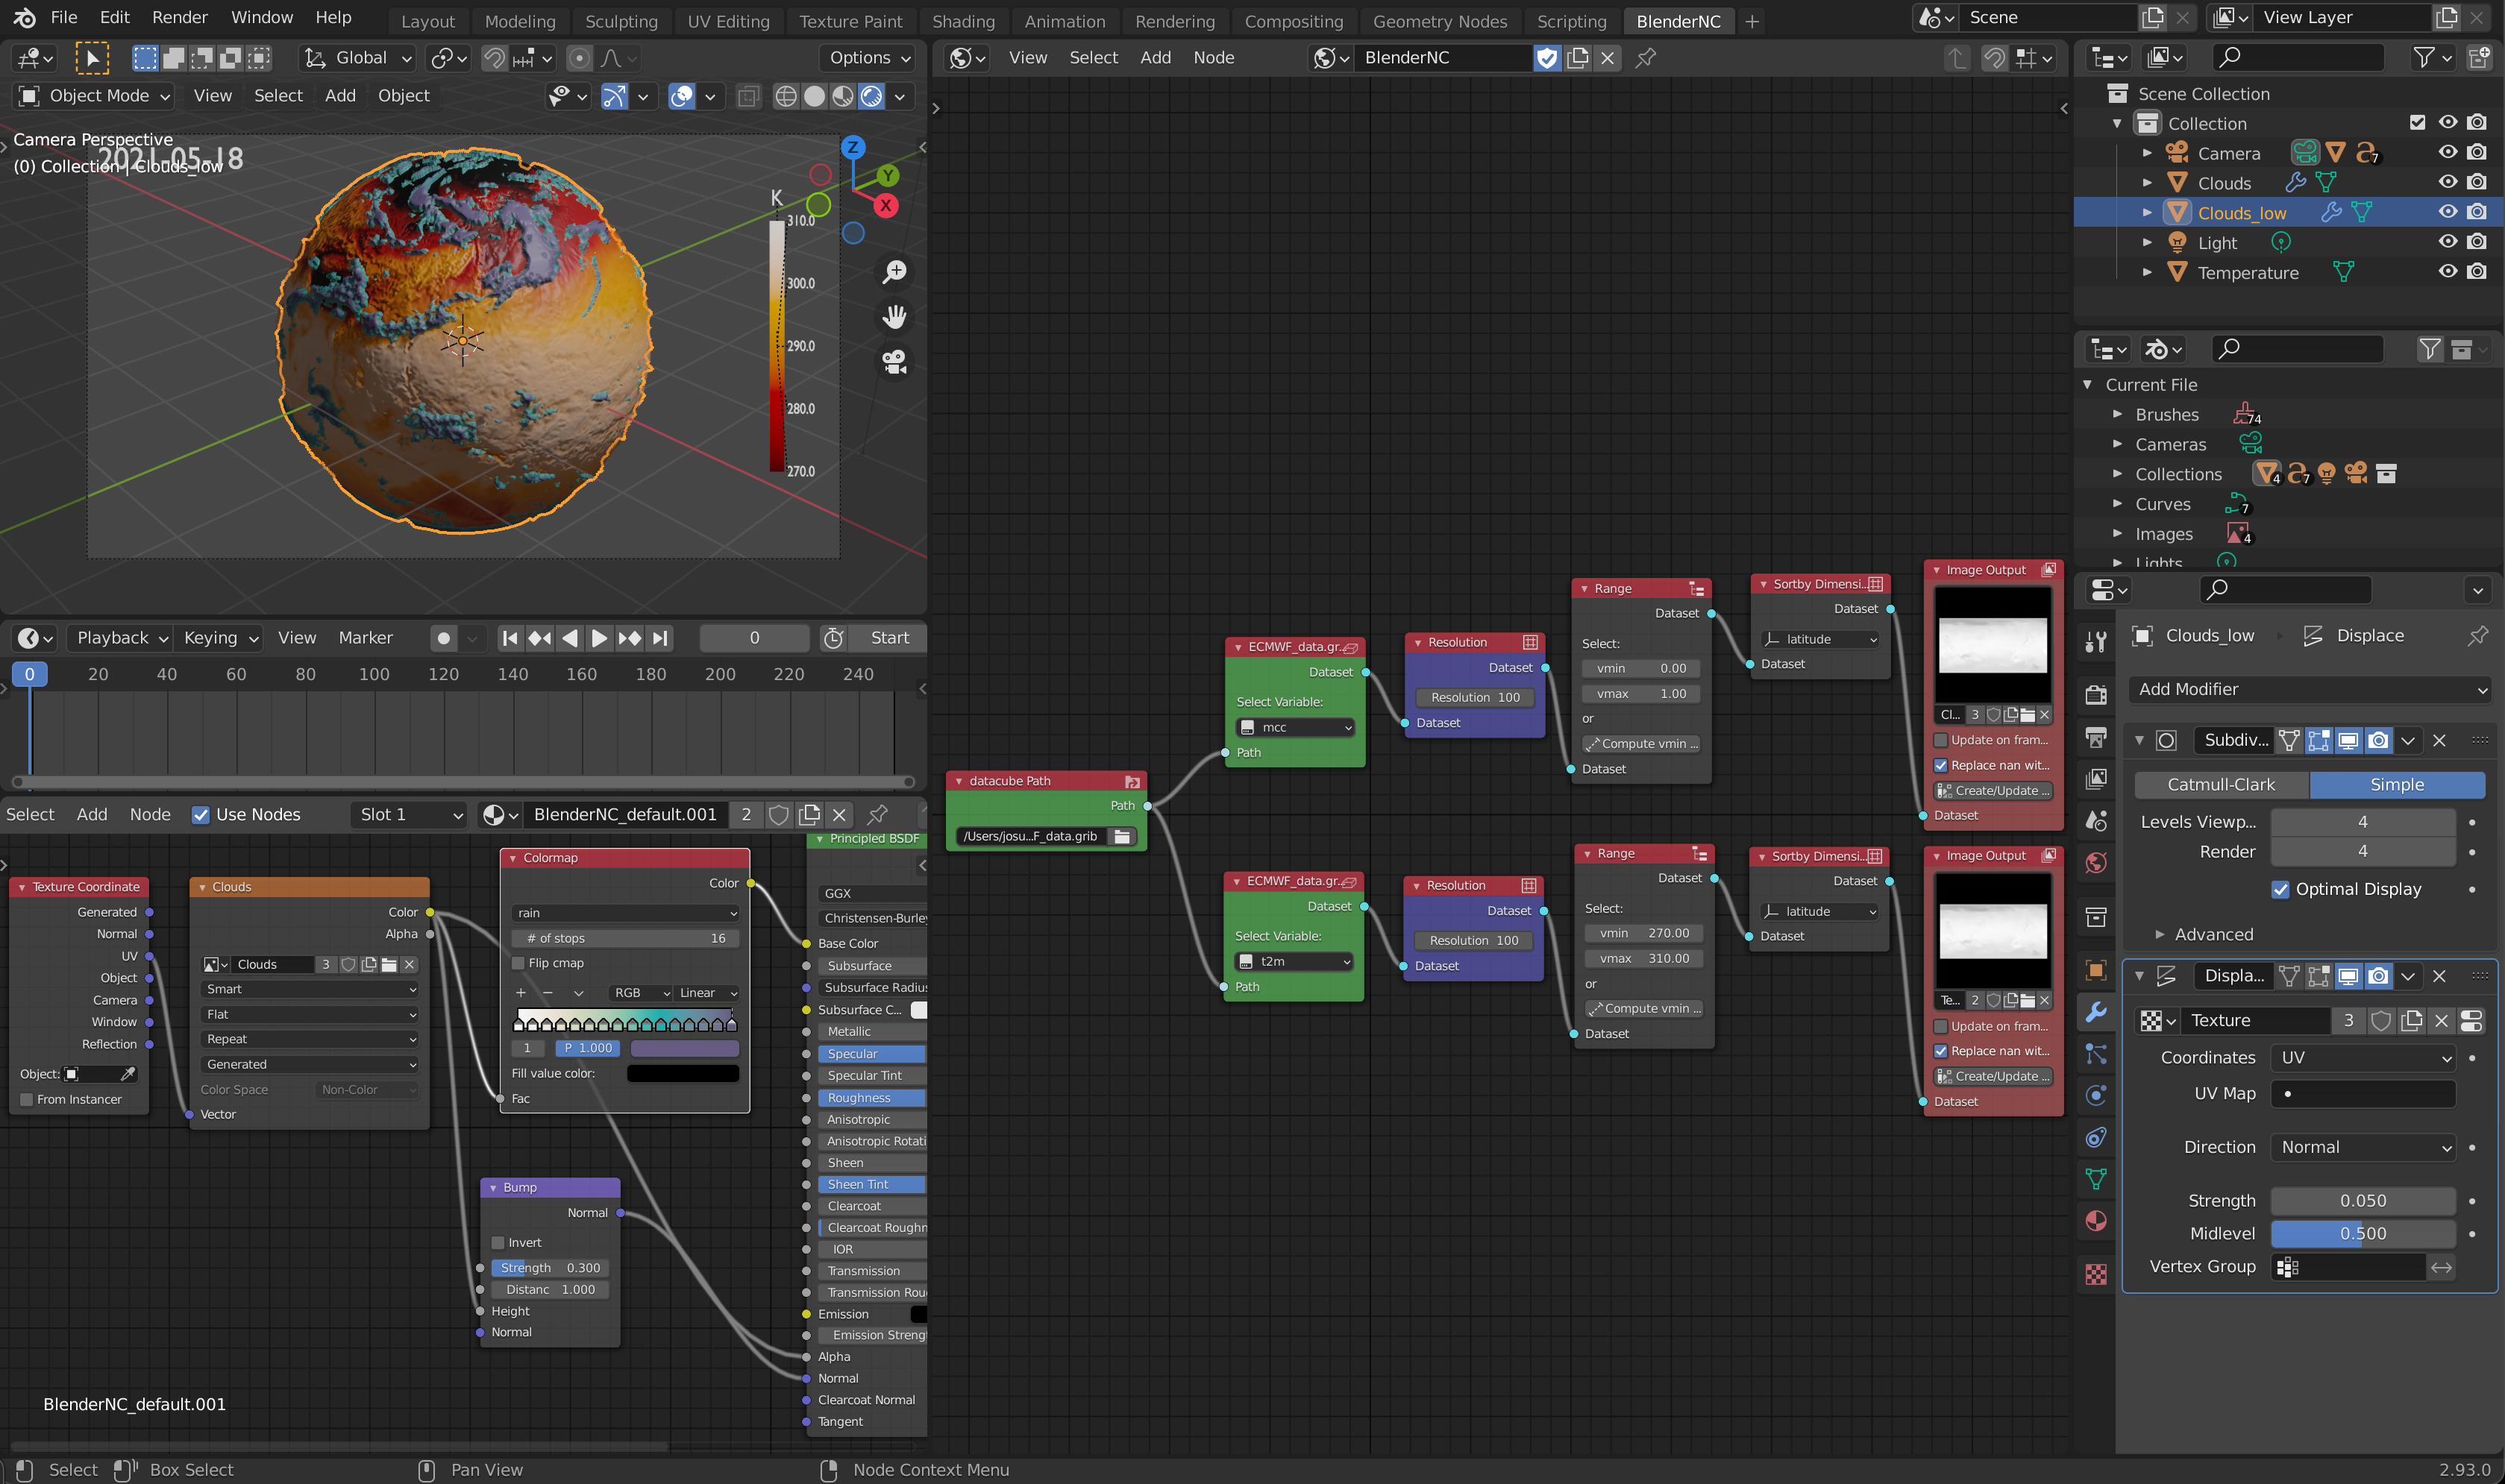 File Edit Render Window Help Layout Modeling Sculpting UV Editing Texture Paint Shading Animation Rendering Compositing Geometry Nodes Scripting BlenderNC + Scene View Layer
Global Options
Object Mode View Select Add Object
Camera Perspective
(0) Collection | Clouds_low
2021-05-18
Z
Y
X
K
310.0
300.0
290.0
280.0
270.0
Playback Keying View Marker 0 Start
0 20 40 60 80 100 120 140 160 180 200 220 240
Select Add Node Use Nodes Slot 1 BlenderNC_default.001 2
Texture Coordinate
Generated
Normal
UV
Object
Camera
Window
Reflection
Object:
From Instancer
Clouds
Color
Alpha
Clouds 3
Smart
Flat
Repeat
Generated
Color Space Non-Color
Vector
Colormap
Color
rain
# of stops 16
Flip cmap
+ − RGB Linear
1 P 1.000
Fill value color:
Fac
Bump
Normal
Invert
Strength 0.300
Distanc 1.000
Height
Normal
Principled BSDF
GGX
Christensen-Burley
Base Color
Subsurface
Subsurface Radius
Subsurface C...
Metallic
Specular
Specular Tint
Roughness
Anisotropic
Anisotropic Rotati
Sheen
Sheen Tint
Clearcoat
Clearcoat Roughn
IOR
Transmission
Transmission Rou
Emission
Emission Streng
Alpha
Normal
Clearcoat Normal
Tangent
BlenderNC_default.001
View Select Add Node BlenderNC
datacube Path
Path
/Users/josu...F_data.grib
ECMWF_data.gr...
Dataset
Select Variable:
mcc
Path
Resolution
Dataset
Resolution 100
Dataset
Range
Dataset
Select:
vmin 0.00
vmax 1.00
or
Compute vmin ...
Dataset
Sortby Dimensi...
Dataset
latitude
Dataset
Image Output
Cl... 3
Update on fram...
Replace nan wit...
Create/Update ...
Dataset
ECMWF_data.gr...
Dataset
Select Variable:
t2m
Path
Resolution
Dataset
Resolution 100
Dataset
Range
Dataset
Select:
vmin 270.00
vmax 310.00
or
Compute vmin ...
Dataset
Sortby Dimensi...
Dataset
latitude
Dataset
Image Output
Te... 2
Update on fram...
Replace nan wit...
Create/Update ...
Dataset
Scene Collection
Collection
Camera 7
Clouds
Clouds_low
Light
Temperature
Current File
Brushes 74
Cameras
Collections 4 7
Curves 7
Images 4
Lights
Clouds_low Displace
Add Modifier
Subdiv...
Catmull-Clark Simple
Levels Viewp... 4
Render 4
Optimal Display
Advanced
Displa...
Texture 3
Coordinates UV
UV Map
Direction Normal
Strength 0.050
Midlevel 0.500
Vertex Group
Select Box Select Pan View Node Context Menu 2.93.0